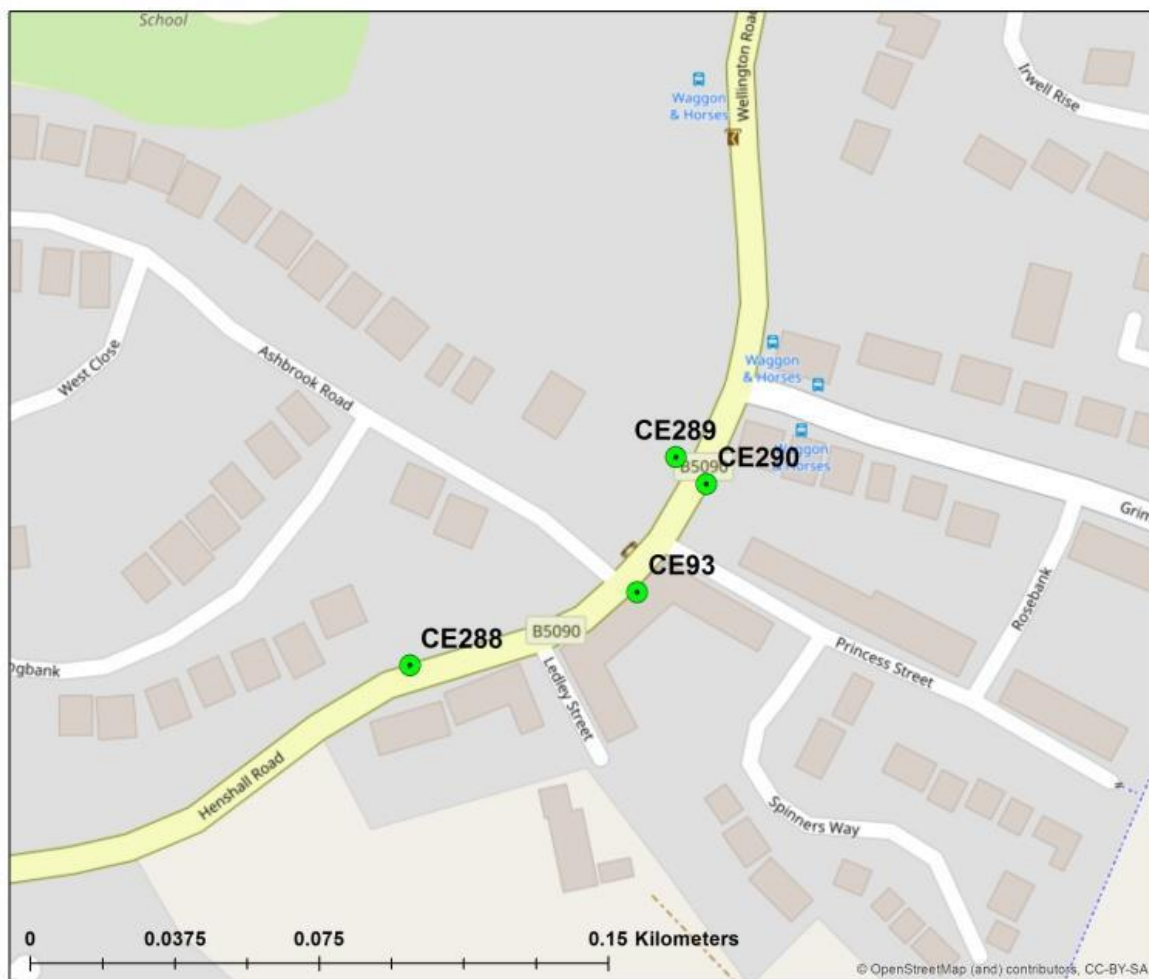 School
Wellington Road
Irwell Rise
Waggon
& Horses
West Close
Ashbrook Road
Waggon
& Horses
CE289
B5090
CE290
Waggon
& Horses
Grim
CE93
Rosebank
CE288
B5090
Princess Street
ogbank
Ledley Street
Henshall Road
Spinners Way
0 0.0375 0.075 0.15 Kilometers
© OpenStreetMap (and) contributors, CC-BY-SA